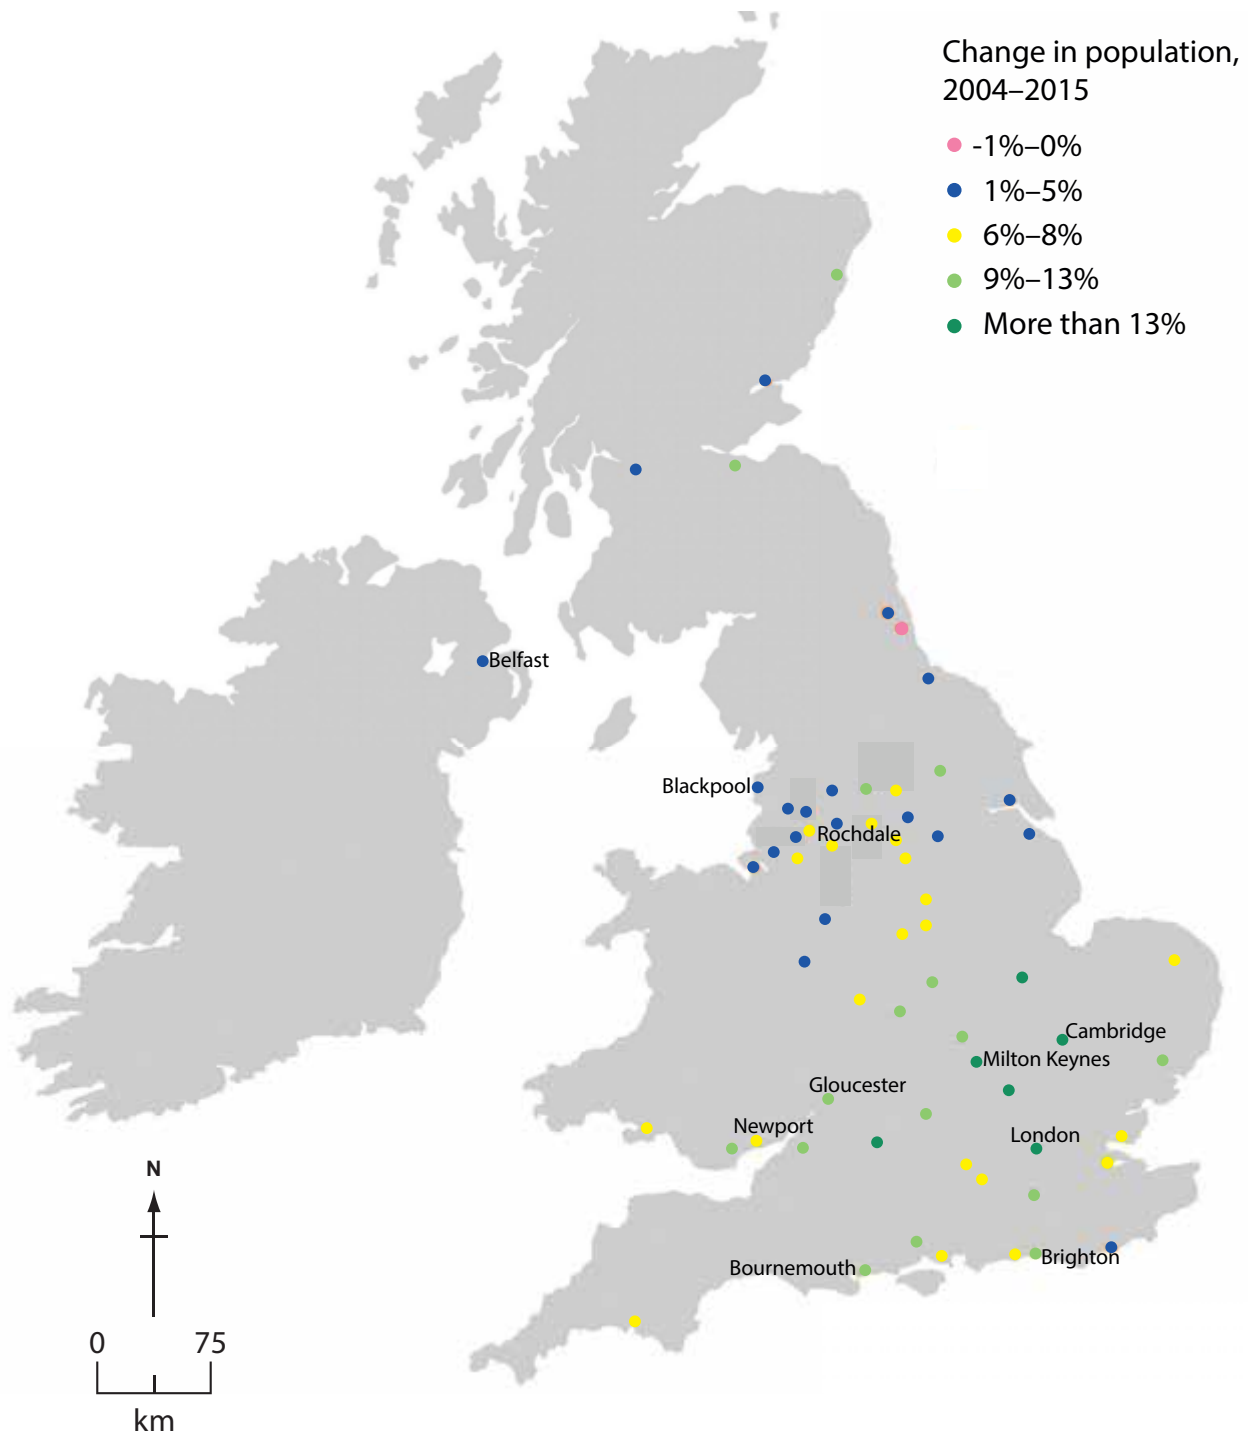 Change in population,
2004–2015
-1%–0%
1%–5%
6%–8%
9%–13%
More than 13%
Belfast
Blackpool
Rochdale
Cambridge
Milton Keynes
Gloucester
Newport
London
Brighton
Bournemouth
N
0 75
km